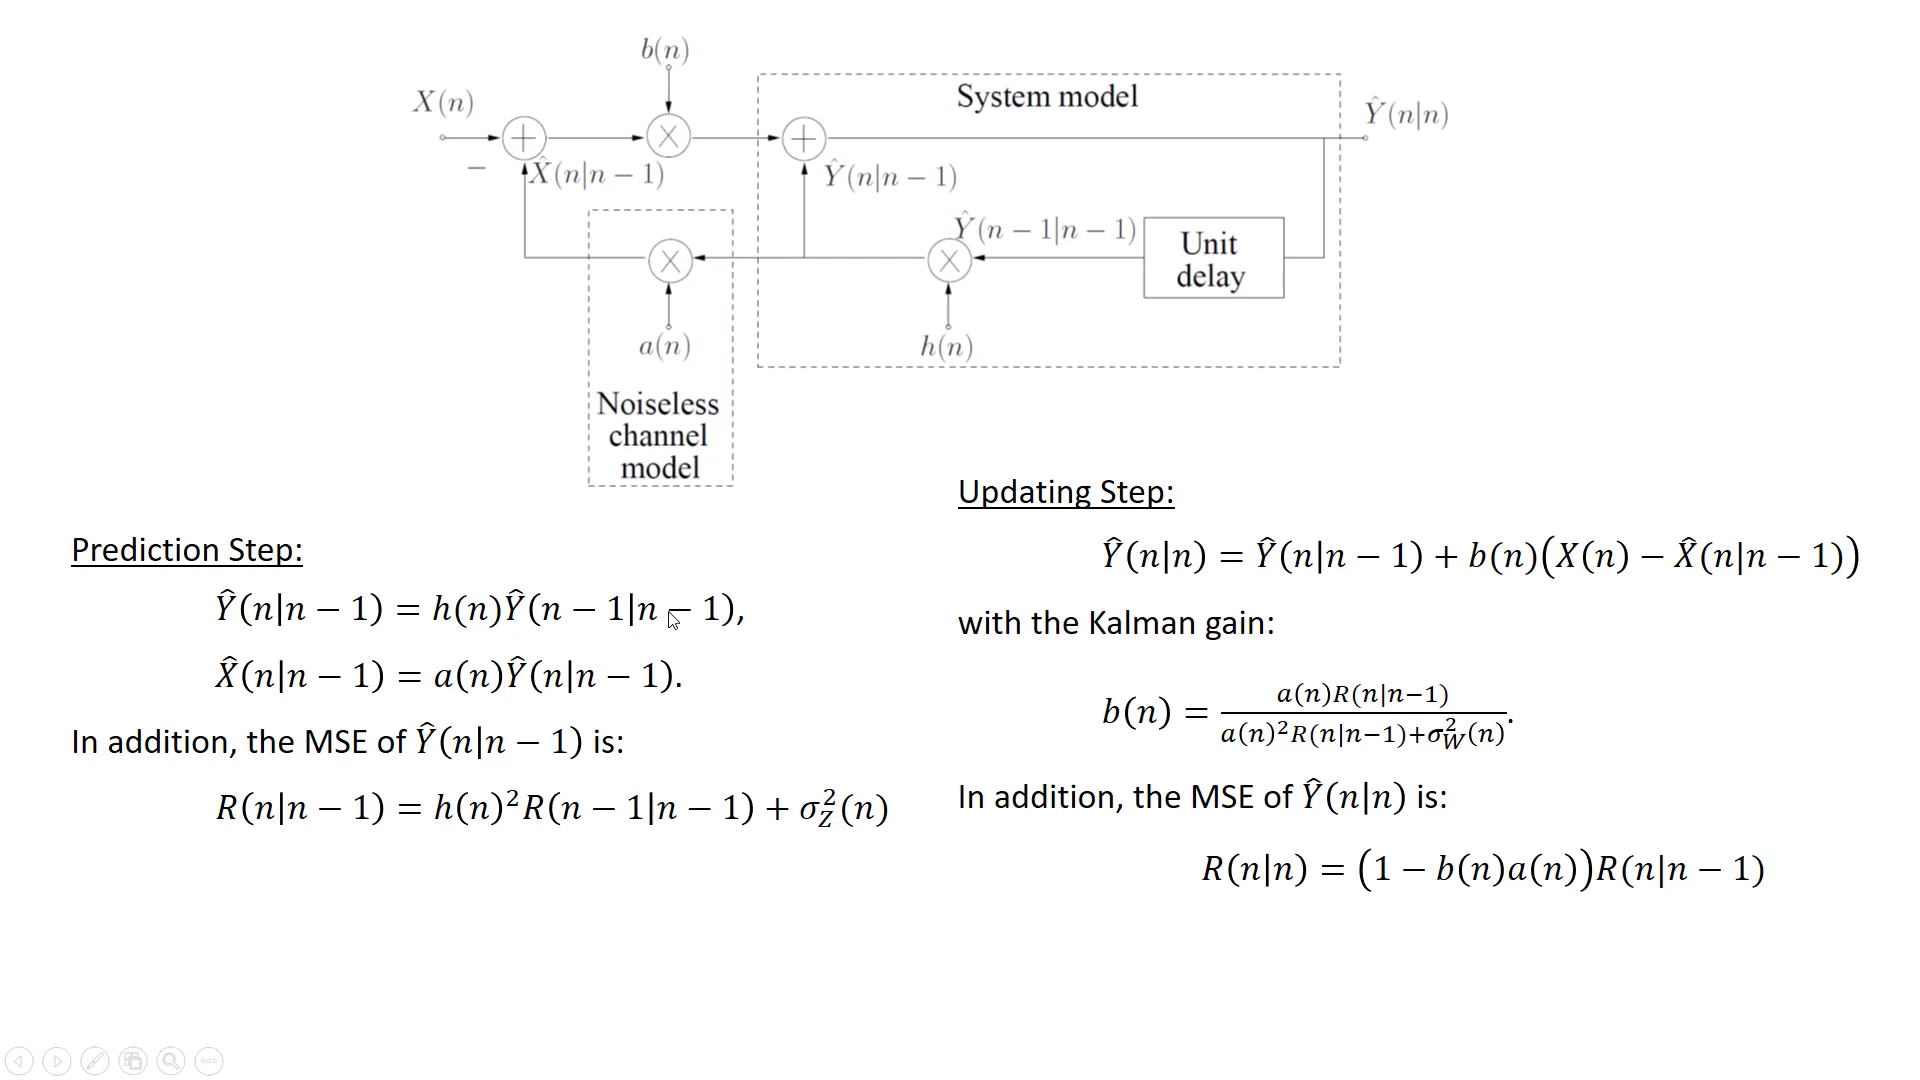 b(n)
System model
X(n)
Ŷ(n|n)
−
X̂(n|n − 1)
Ŷ(n|n − 1)
Ŷ(n − 1|n − 1)
Unit
delay
a(n)
h(n)
Noiseless
channel
model
Prediction Step:
Ŷ(n|n − 1) = h(n)Ŷ(n − 1|n − 1),
X̂(n|n − 1) = a(n)Ŷ(n|n − 1).
In addition, the MSE of Ŷ(n|n − 1) is:
R(n|n − 1) = h(n)²R(n − 1|n − 1) + σ_Z²(n)
Updating Step:
Ŷ(n|n) = Ŷ(n|n − 1) + b(n)(X(n) − X̂(n|n − 1))
with the Kalman gain:
b(n) = a(n)R(n|n−1) / a(n)²R(n|n−1)+σ_W²(n).
In addition, the MSE of Ŷ(n|n) is:
R(n|n) = (1 − b(n)a(n))R(n|n − 1)